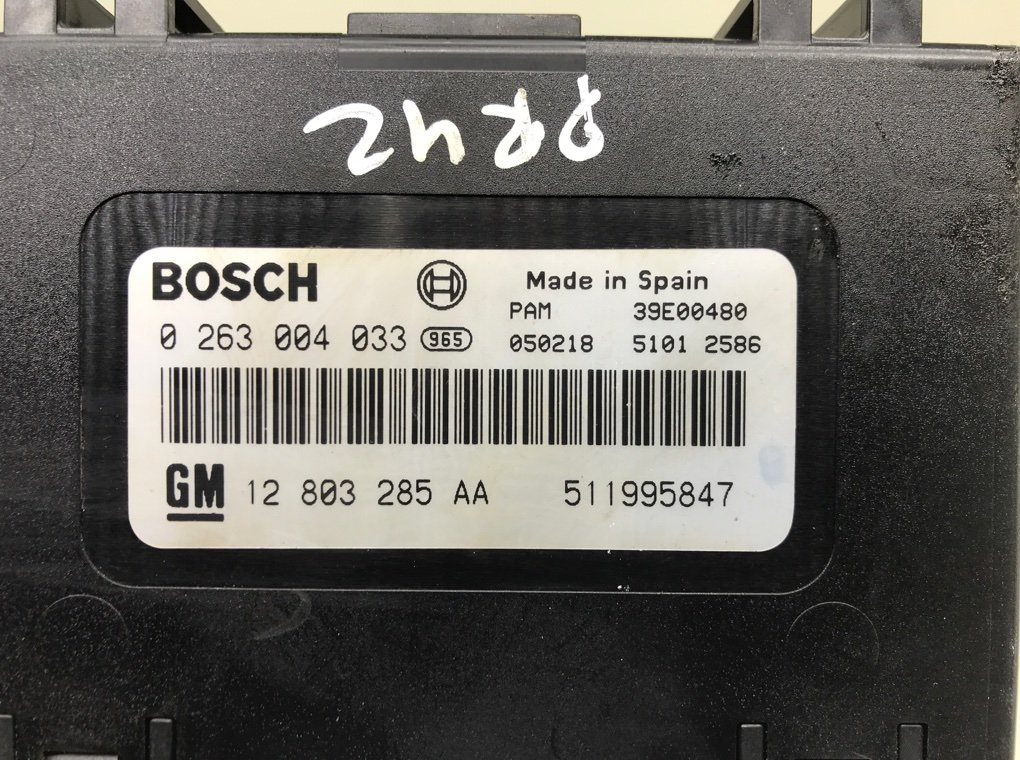 PR42
BOSCH Made in Spain
PAM 39E00480
0 263 004 033 965 050218 5101 2586
GM 12 803 285 AA 511995847